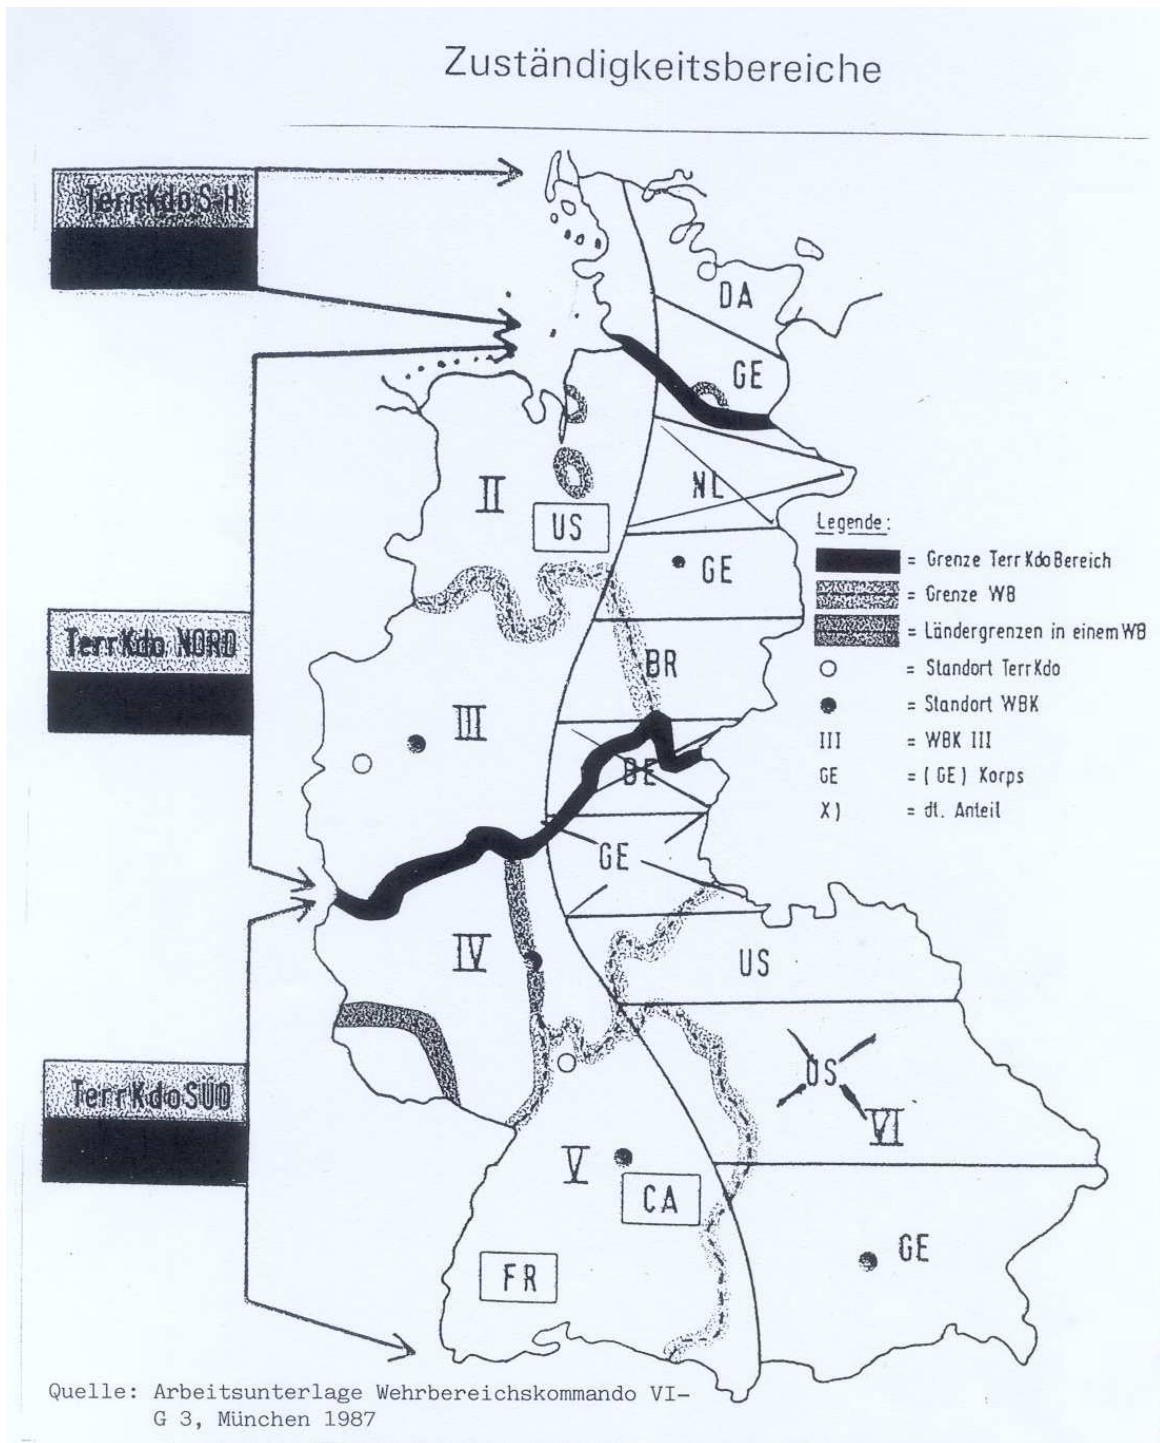 Zuständigkeitsbereiche
TerrKdo S-H
DA
GE
II
NL
US
GE
Legende:
= Grenze TerrKdoBereich
= Grenze WB
= Ländergrenzen in einem WB
= Standort TerrKdo
= Standort WBK
III = WBK III
GE = (GE) Korps
X) = dt. Anteil
TerrKdo NORD
BR
III
BE
GE
IV
US
TerrKdo SÜD
US
VI
V
CA
GE
FR
Quelle: Arbeitsunterlage Wehrbereichskommando VI-
G 3, München 1987